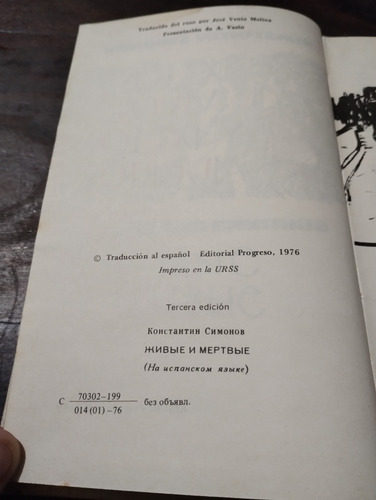 Traducido del ruso por José Vento Molina
Presentación de A. Vasin
© Traducción al español Editorial Progreso, 1976
Impreso en la URSS
Tercera edición
Константин Симонов
ЖИВЫЕ И МЕРТВЫЕ
(На испанском языке)
С 70302-199
014 (01)-76 без объявл.